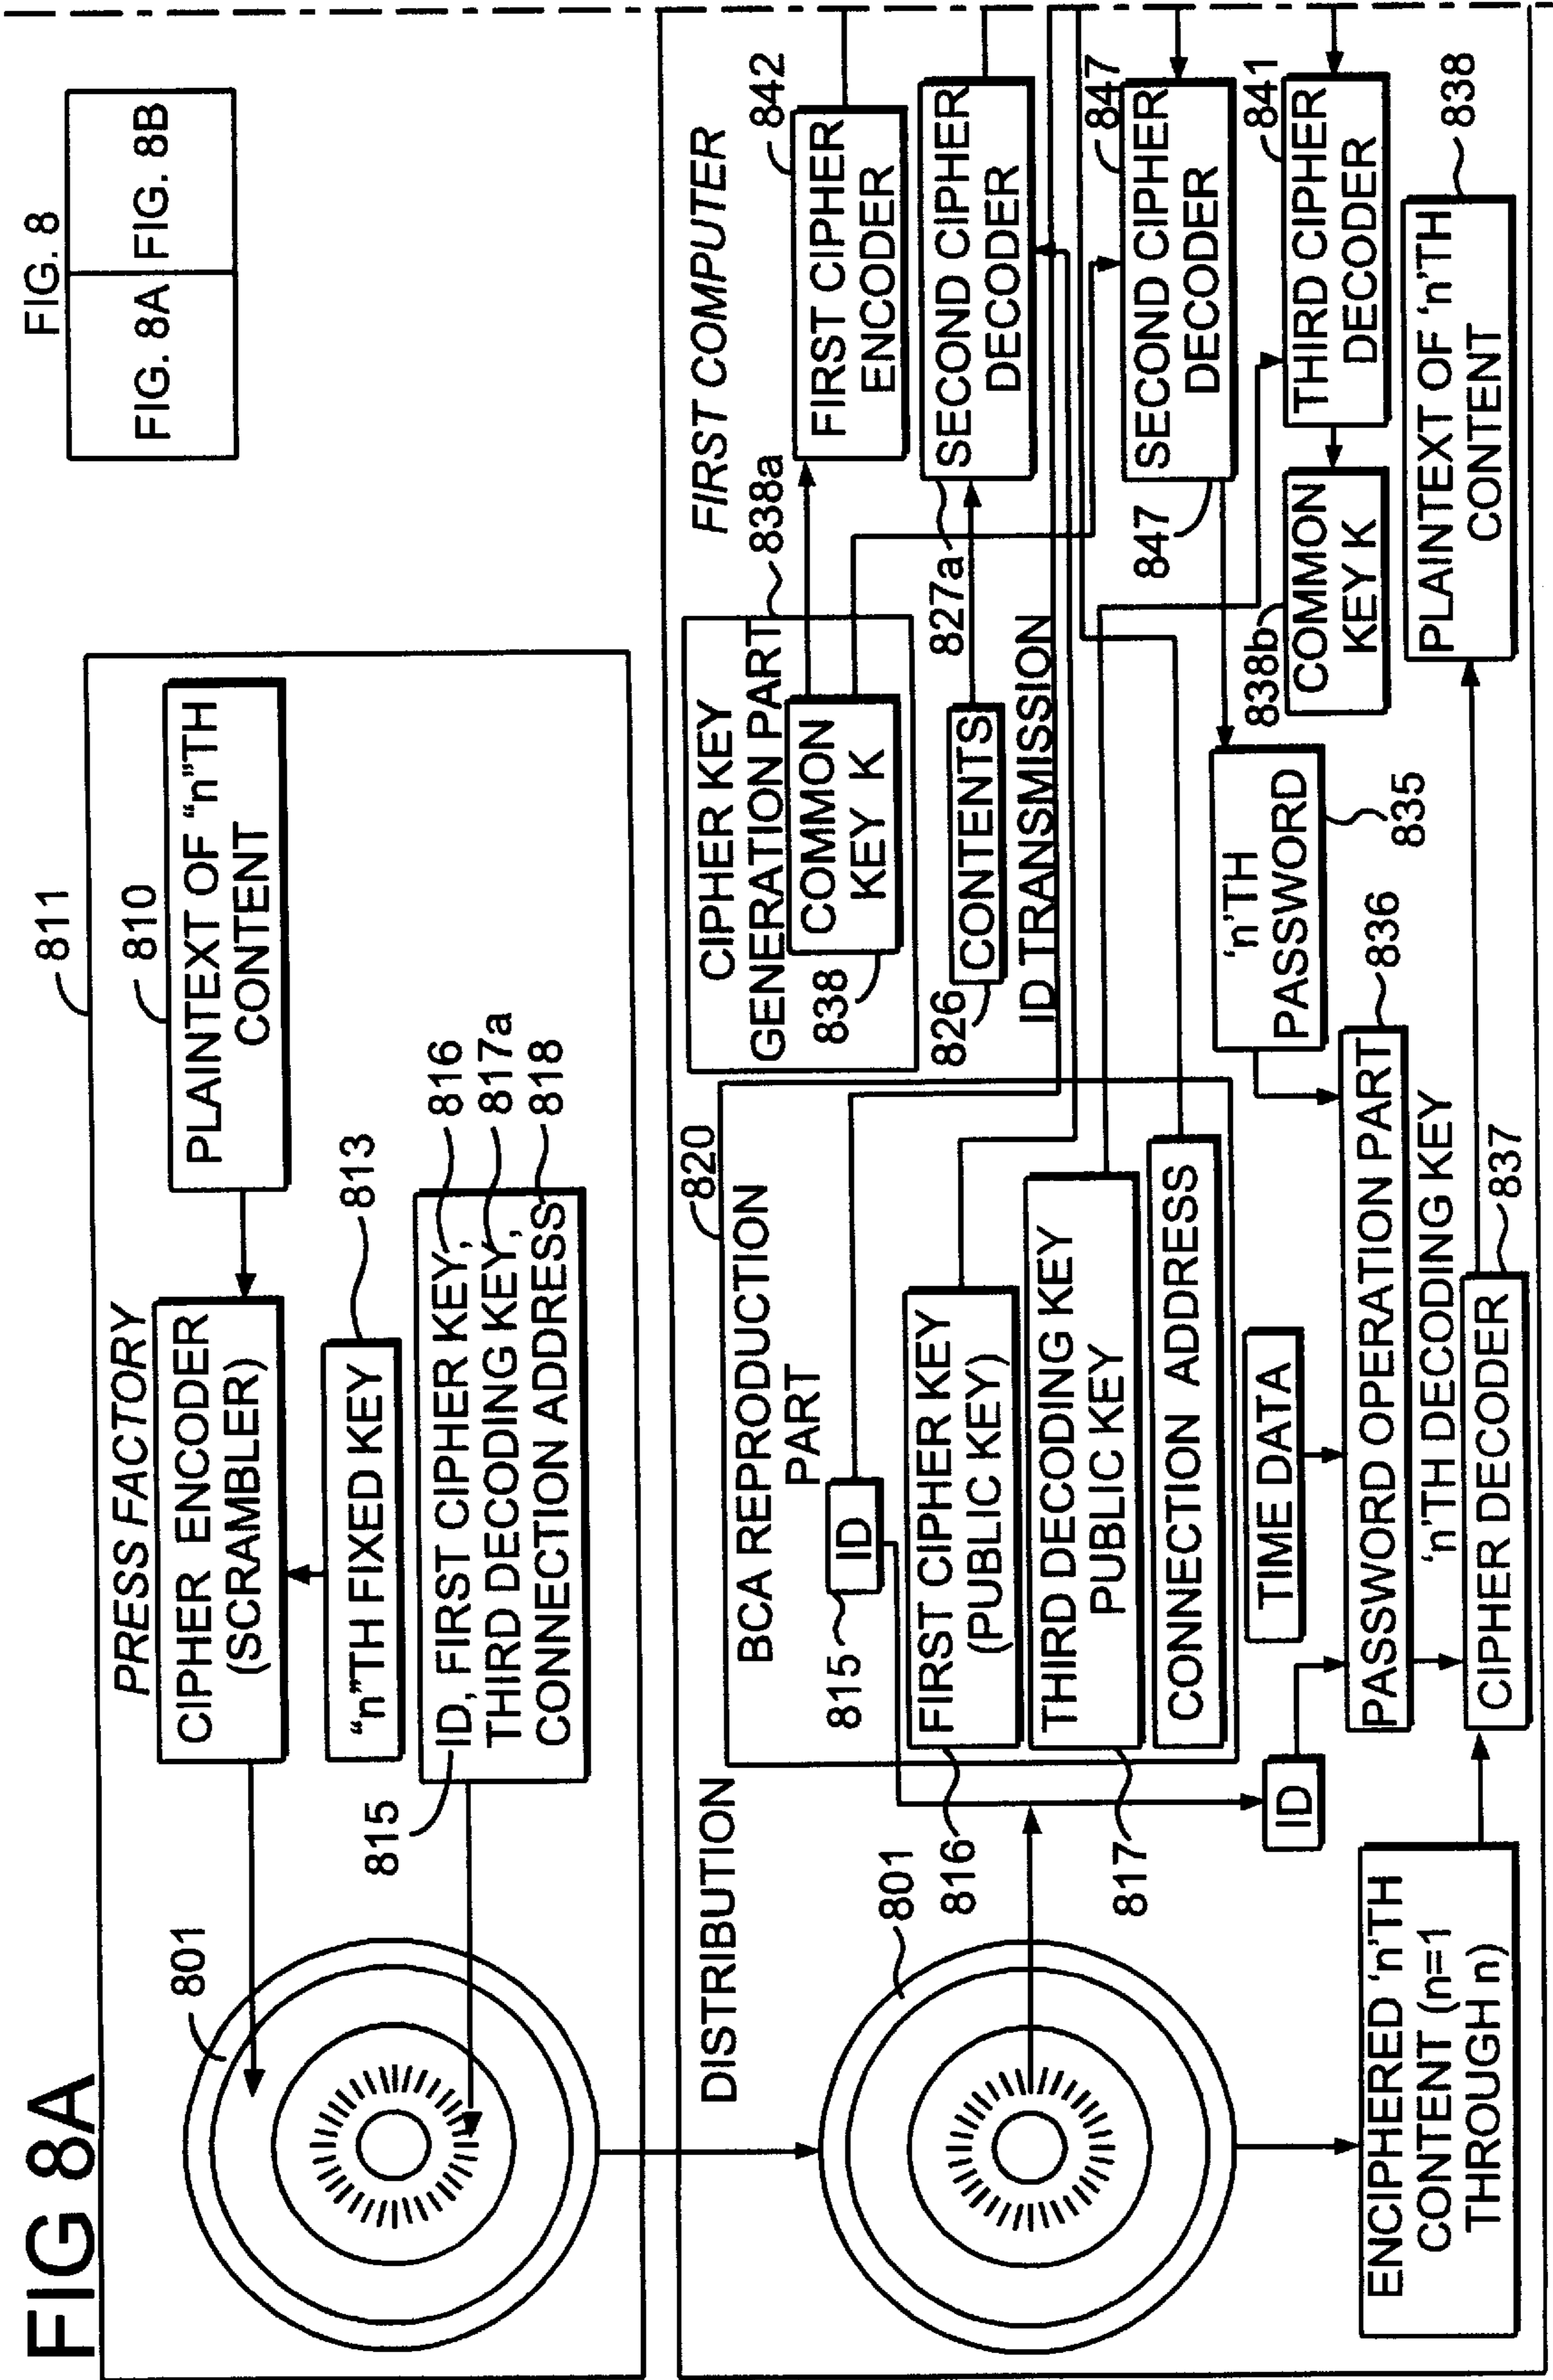 FIG 8A
FIG. 8
FIG. 8A
FIG. 8B
811
PRESS FACTORY
810
PLAINTEXT OF "n"TH
CONTENT
CIPHER ENCODER
(SCRAMBLER)
801
"n"TH FIXED KEY
813
815
ID, FIRST CIPHER KEY,
THIRD DECODING KEY,
CONNECTION ADDRESS
816
817a
818
DISTRIBUTION
FIRST COMPUTER
820
BCA REPRODUCTION
PART
815
ID
FIRST CIPHER KEY
(PUBLIC KEY)
816
THIRD DECODING KEY
PUBLIC KEY
817
CONNECTION ADDRESS
801
CIPHER KEY
GENERATION PART
838a
COMMON
KEY K
838
842
FIRST CIPHER
ENCODER
826
CONTENTS
827a
SECOND CIPHER
DECODER
ID TRANSMISSION
847
SECOND CIPHER
DECODER
847
841
THIRD CIPHER
DECODER
838b
COMMON
KEY K
'n'TH
PASSWORD
835
ID
TIME DATA
PASSWORD OPERATION PART
836
'n'TH DECODING KEY
CIPHER DECODER
837
PLAINTEXT OF 'n'TH
CONTENT
838
ENCIPHERED 'n'TH
CONTENT (n=1
THROUGH n)